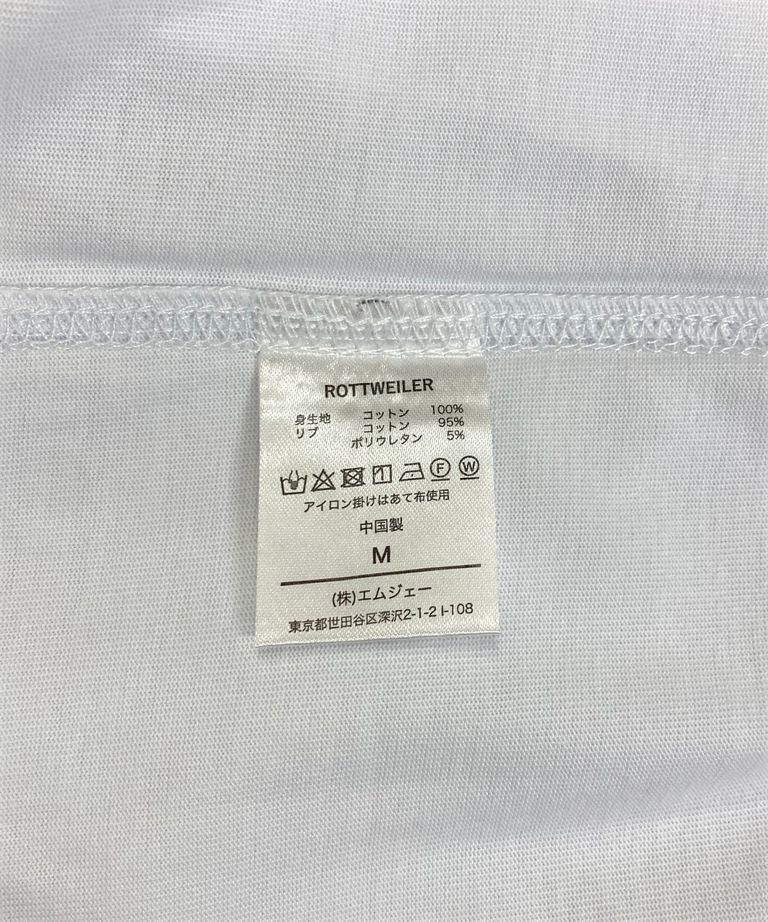 ROTTWEILER
身生地 コットン 100%
リブ コットン 95%
ポリウレタン 5%
F W
アイロン掛けはあて布使用
中国製
M
(株)エムジェー
東京都世田谷区深沢2-1-2 I-108